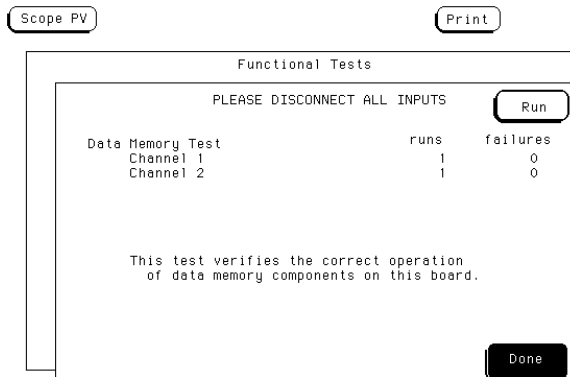 Scope PV Print
Functional Tests
PLEASE DISCONNECT ALL INPUTS
Run
Data Memory Test runs failures
Channel 1 1 0
Channel 2 1 0
This test verifies the correct operation
of data memory components on this board.
Done